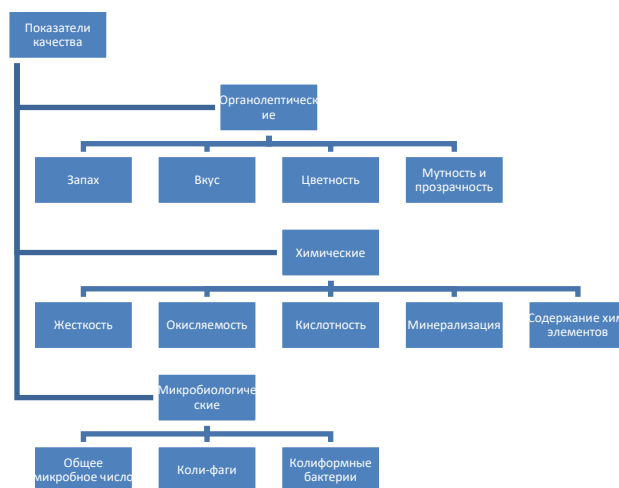 Показатели
качества
Органолептическ
ие
Запах
Вкус
Цветность
Мутность и
прозрачность
Химические
Жесткость
Окисляемость
Кислотность
Минерализация
Содержание хим
элементов
Микробиологиче
ские
Общее
микробное число
Коли-фаги
Колиформные
бактерии